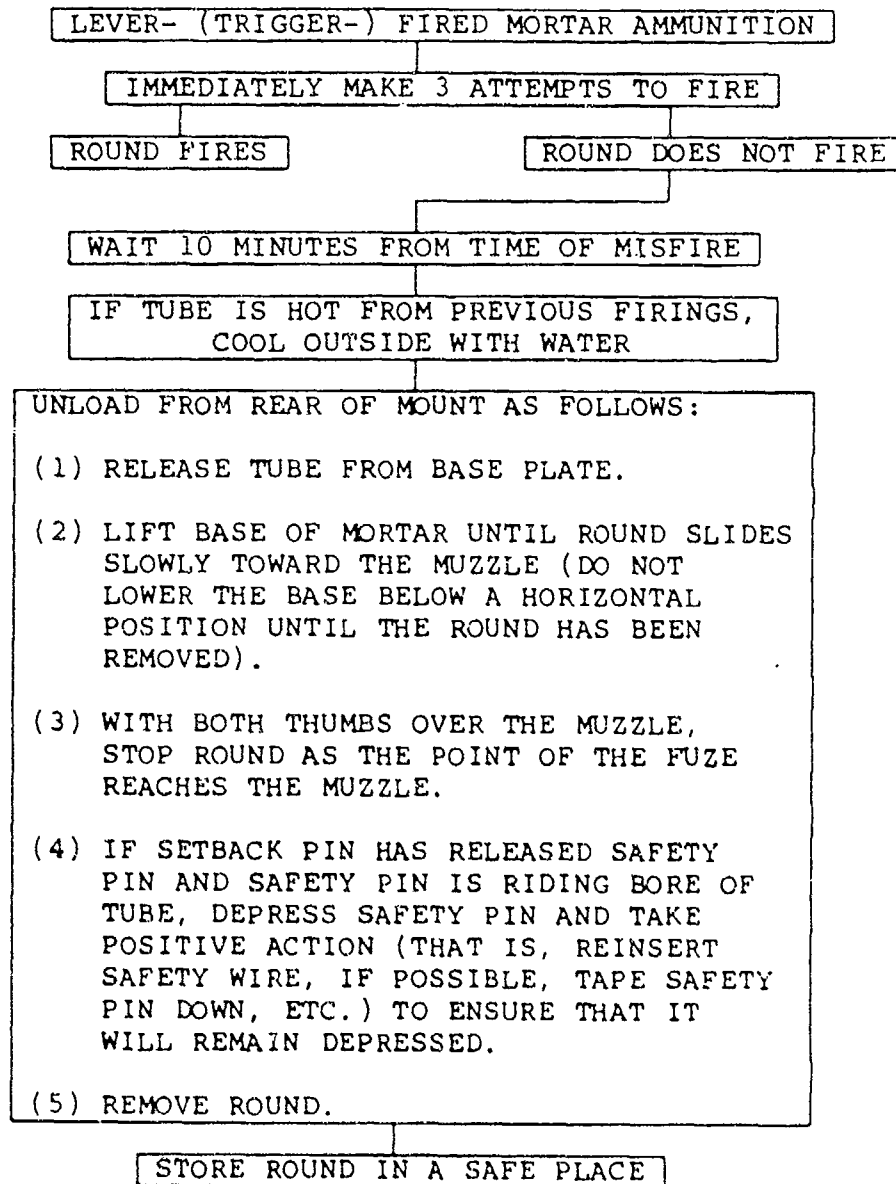 LEVER- (TRIGGER-) FIRED MORTAR AMMUNITION
IMMEDIATELY MAKE 3 ATTEMPTS TO FIRE
ROUND FIRES
ROUND DOES NOT FIRE
WAIT 10 MINUTES FROM TIME OF MISFIRE
IF TUBE IS HOT FROM PREVIOUS FIRINGS,
COOL OUTSIDE WITH WATER
UNLOAD FROM REAR OF MOUNT AS FOLLOWS:
(1) RELEASE TUBE FROM BASE PLATE.
(2) LIFT BASE OF MORTAR UNTIL ROUND SLIDES
SLOWLY TOWARD THE MUZZLE (DO NOT
LOWER THE BASE BELOW A HORIZONTAL
POSITION UNTIL THE ROUND HAS BEEN
REMOVED).
(3) WITH BOTH THUMBS OVER THE MUZZLE,
STOP ROUND AS THE POINT OF THE FUZE
REACHES THE MUZZLE.
(4) IF SETBACK PIN HAS RELEASED SAFETY
PIN AND SAFETY PIN IS RIDING BORE OF
TUBE, DEPRESS SAFETY PIN AND TAKE
POSITIVE ACTION (THAT IS, REINSERT
SAFETY WIRE, IF POSSIBLE, TAPE SAFETY
PIN DOWN, ETC.) TO ENSURE THAT IT
WILL REMAIN DEPRESSED.
(5) REMOVE ROUND.
STORE ROUND IN A SAFE PLACE